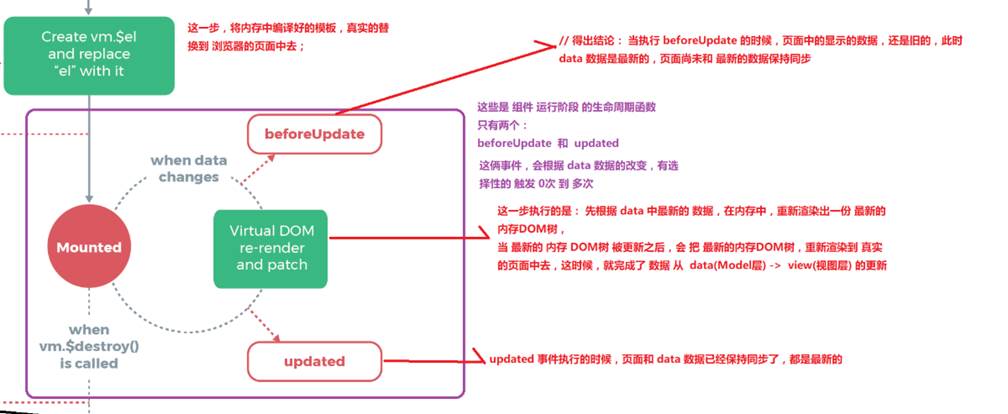 Create vm.$el
and replace
"el" with it
这一步，将内存中编译好的模板，真实的替
换到 浏览器的页面中去；
// 得出结论： 当执行 beforeUpdate 的时候，页面中的显示的数据，还是旧的，此时
data 数据是最新的，页面尚未和 最新的数据保持同步
beforeUpdate
这些是 组件 运行阶段 的生命周期函数
只有两个：
beforeUpdate 和 updated
这俩事件，会根据 data 数据的改变，有选
择性的 触发 0次 到 多次
when data
changes
Mounted
Virtual DOM
re-render
and patch
这一步执行的是： 先根据 data 中最新的 数据，在内存中，重新渲染出一份 最新的
内存DOM树，
当 最新的 内存 DOM树 被更新之后，会 把 最新的内存DOM树，重新渲染到 真实
的页面中去，这时候，就完成了 数据 从 data(Model层) -> view(视图层) 的更新
when
vm.$destroy()
is called
updated
updated 事件执行的时候，页面和 data 数据已经保持同步了，都是最新的